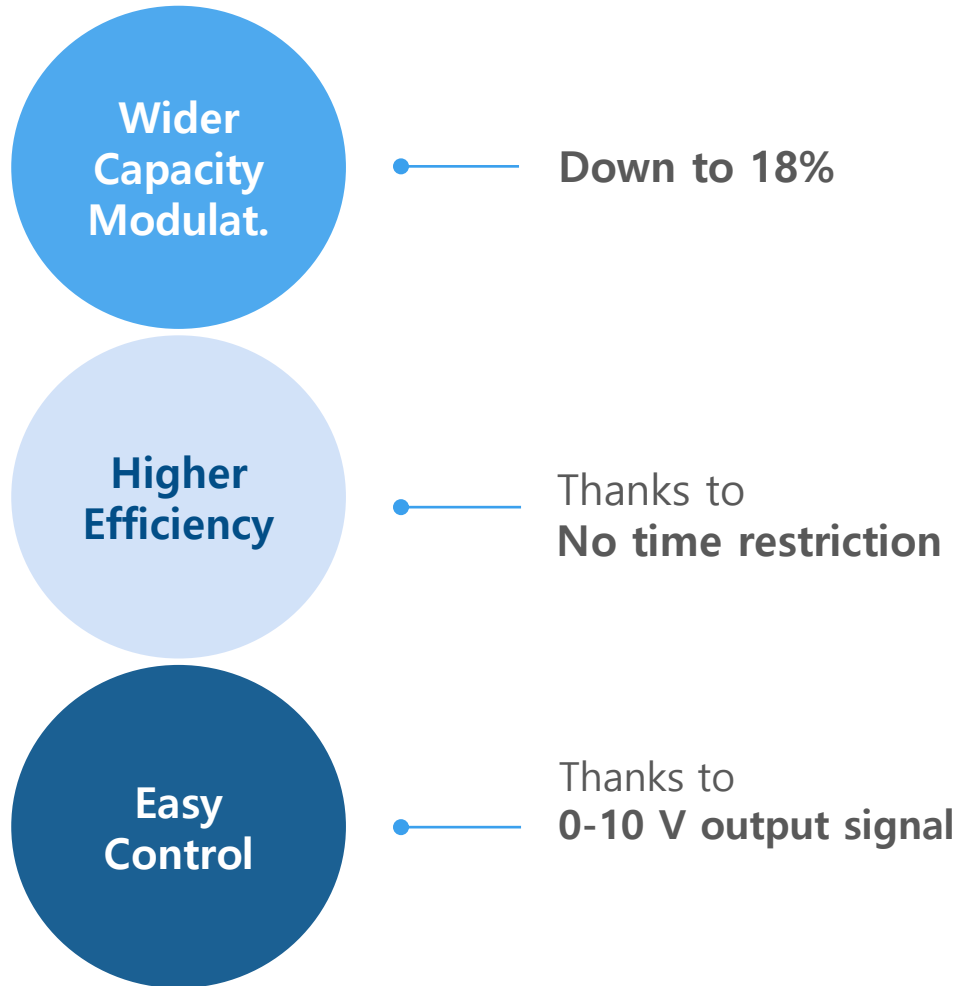 Wider
Capacity
Modulat.
Down to 18%
Higher
Efficiency
Thanks to
No time restriction
Easy
Control
Thanks to
0-10 V output signal